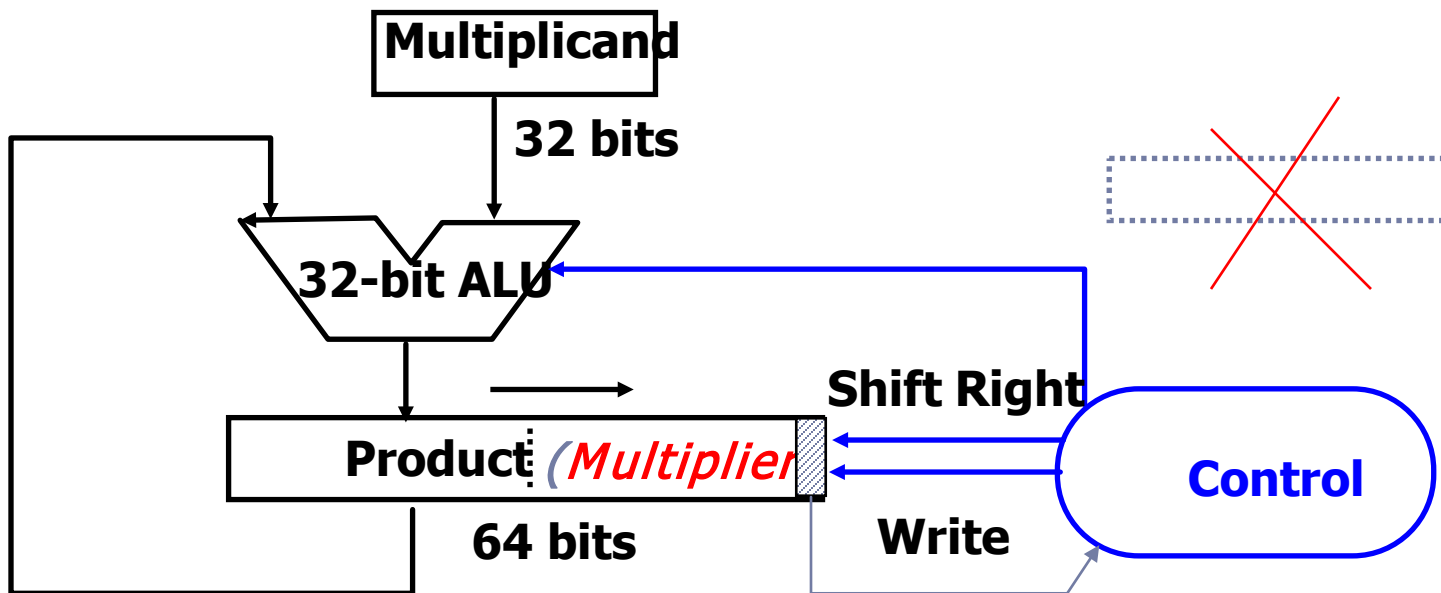 Multiplicand
32 bits
32-bit ALU
Shift Right
Product (Multiplier
Control
64 bits
Write